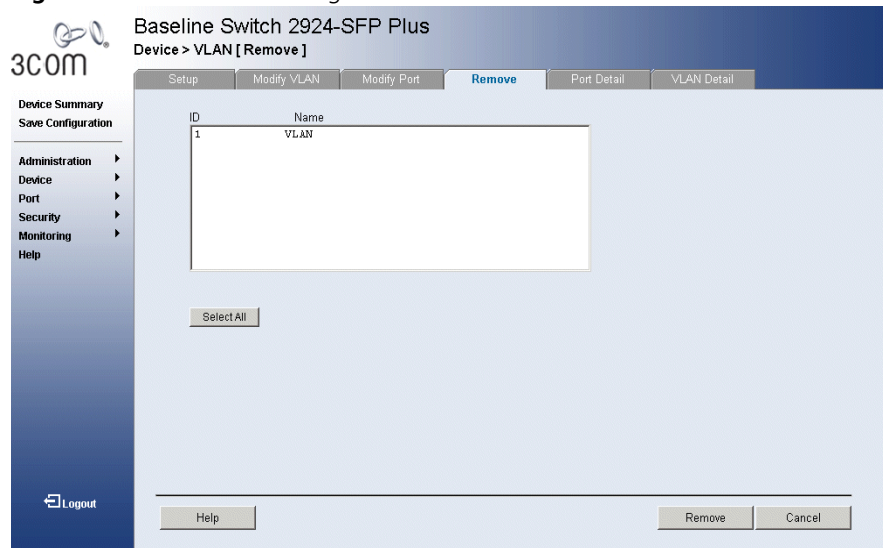 Baseline Switch 2924-SFP Plus
Device > VLAN [ Remove ]
3COM
Setup
Modify VLAN
Modify Port
Remove
Port Detail
VLAN Detail
Device Summary
Save Configuration
Administration
Device
Port
Security
Monitoring
Help
Logout
ID Name
1 VLAN
Select All
Help
Remove
Cancel